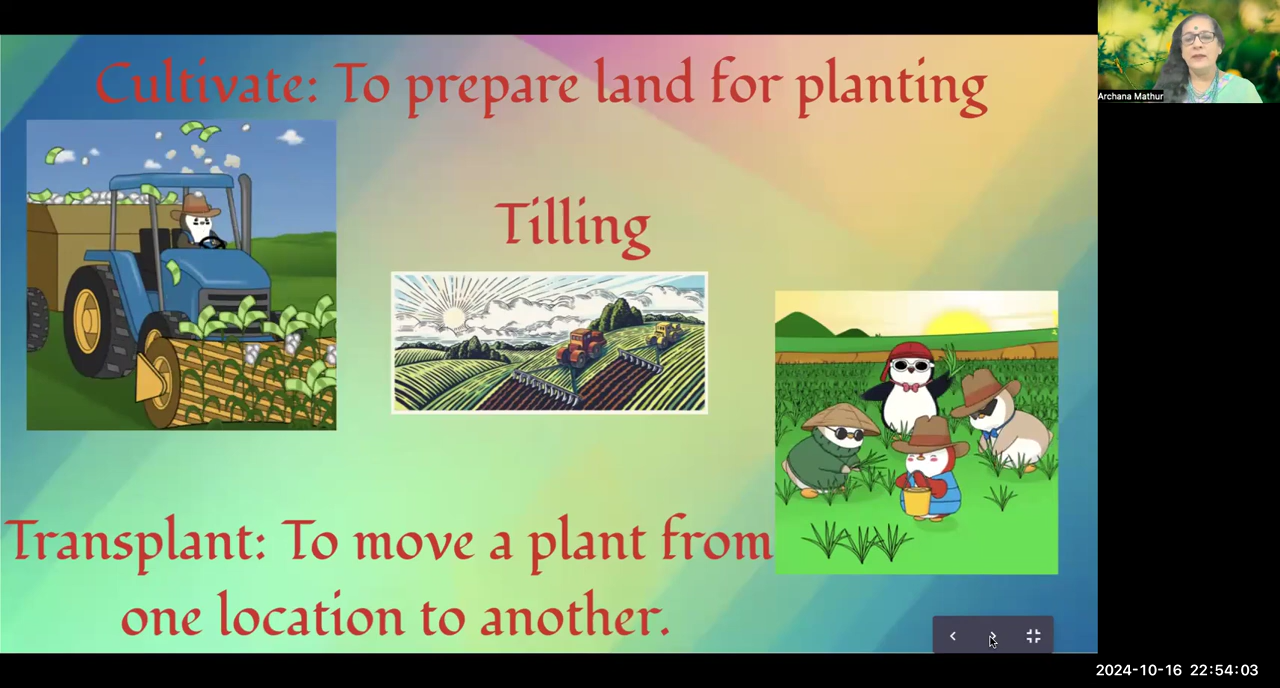 Cultivate: To prepare land for planting
Archana Mathur
Tilling
Transplant: To move a plant from
one location to another.
2024-10-16 22:54:03